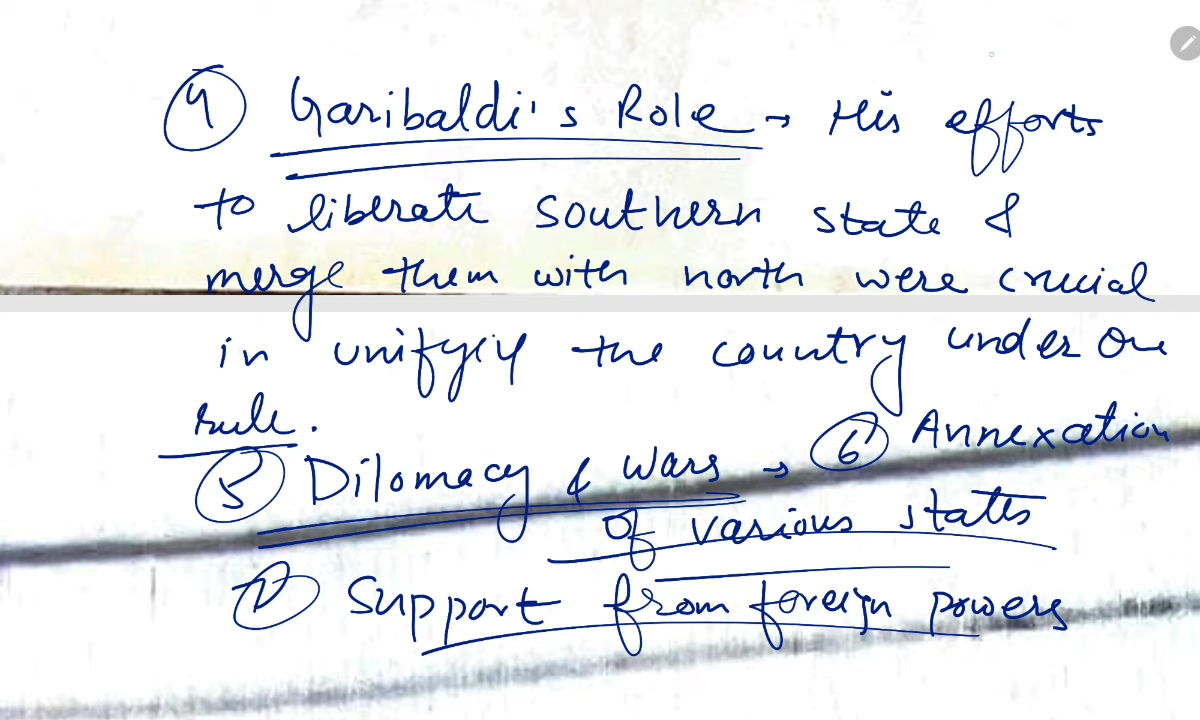 4 Garibaldi's Role → His efforts
to liberate southern state &
merge them with north were crucial
in unifyiy the country under one
rule.
5 Dilomacy & Wars → 6 Annexation
of various states
7 Support from foreign powers